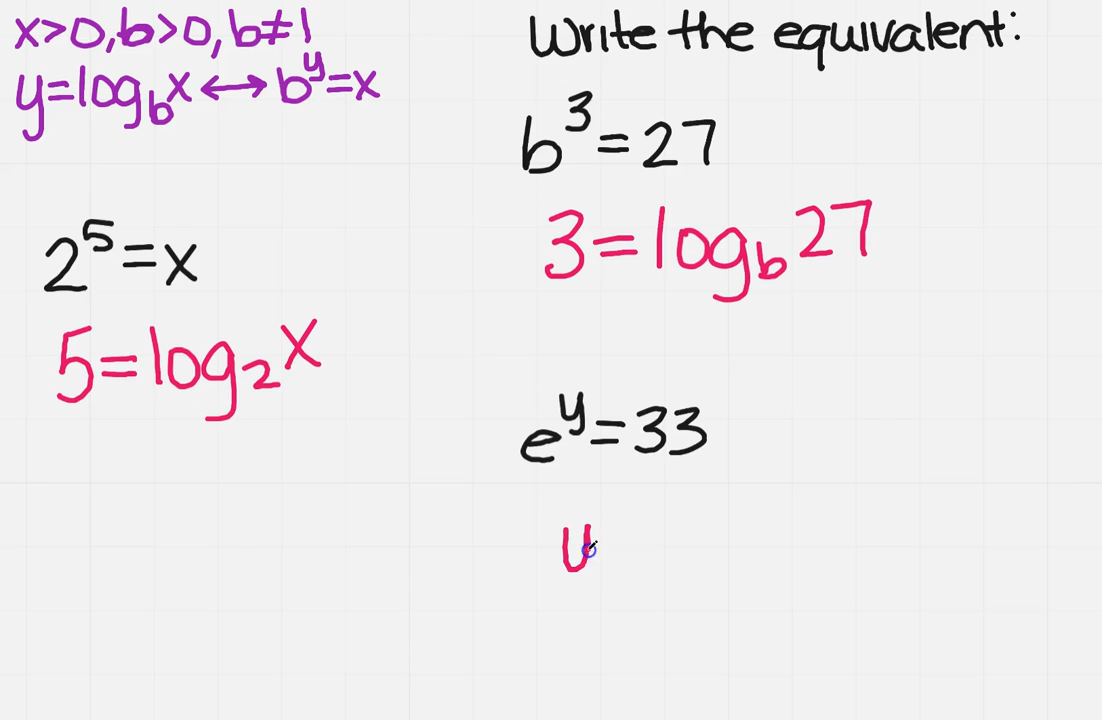 x>0, b>0, b≠1
y=log_b x ↔ b^y=x
2^5=x
5=log_2 x
Write the equivalent:
b^3=27
3=log_b 27
e^y=33